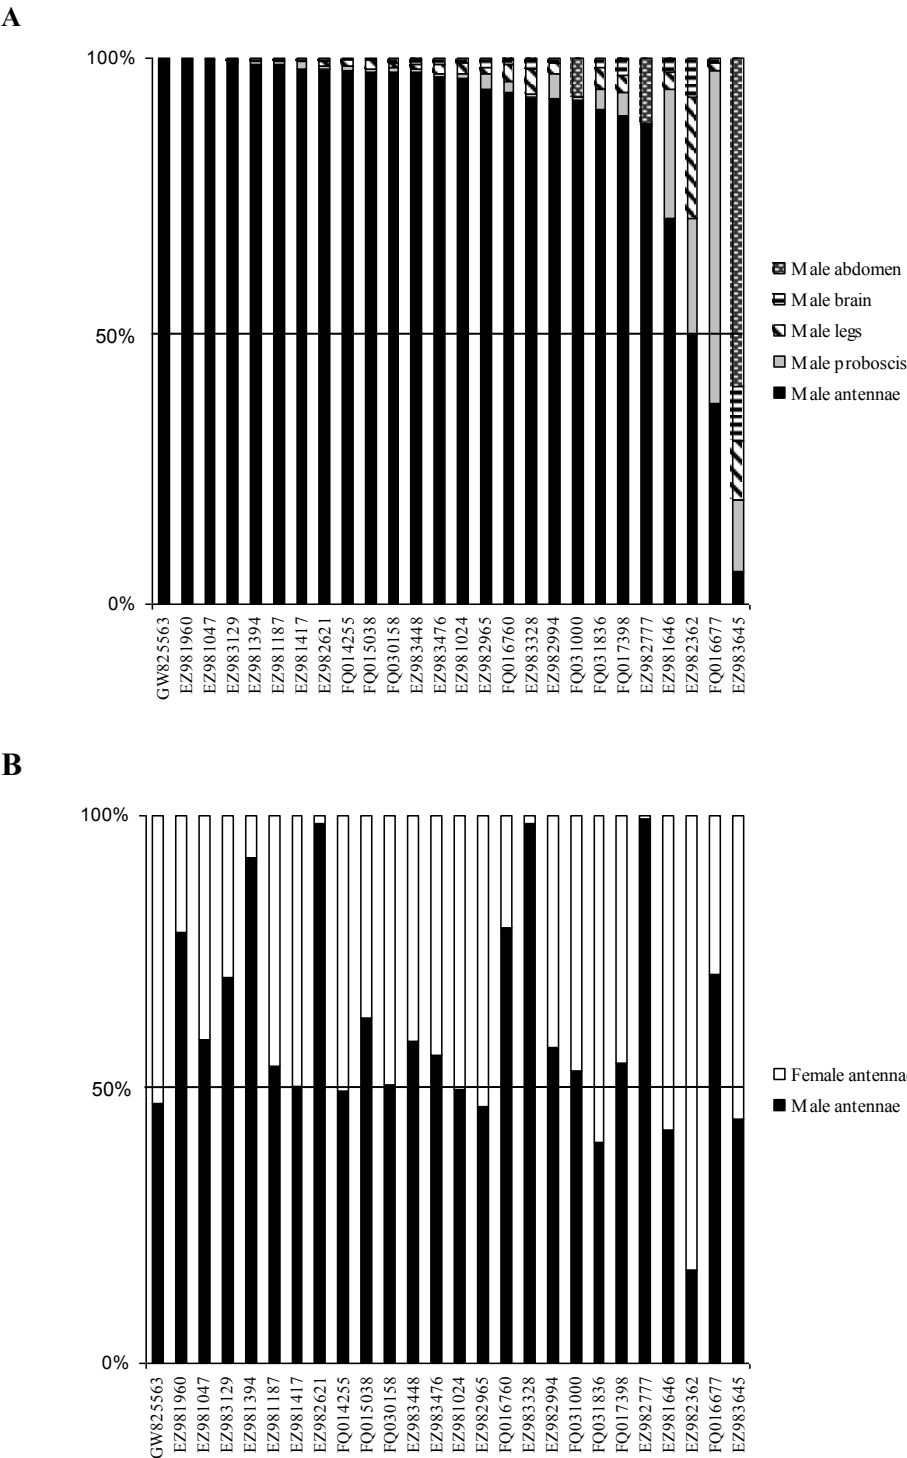 A
100%
50%
0%
Male abdomen
Male brain
Male legs
Male proboscis
Male antennae
GW825563
EZ981960
EZ981047
EZ983129
EZ981394
EZ981187
EZ981417
EZ982621
FQ014255
FQ015038
FQ030158
EZ983448
EZ983476
EZ981024
EZ982965
FQ016760
EZ983328
EZ982994
FQ031000
FQ031836
FQ017398
EZ982777
EZ981646
EZ982362
FQ016677
EZ983645
B
100%
50%
0%
Female antennae
Male antennae
GW825563
EZ981960
EZ981047
EZ983129
EZ981394
EZ981187
EZ981417
EZ982621
FQ014255
FQ015038
FQ030158
EZ983448
EZ983476
EZ981024
EZ982965
FQ016760
EZ983328
EZ982994
FQ031000
FQ031836
FQ017398
EZ982777
EZ981646
EZ982362
FQ016677
EZ983645